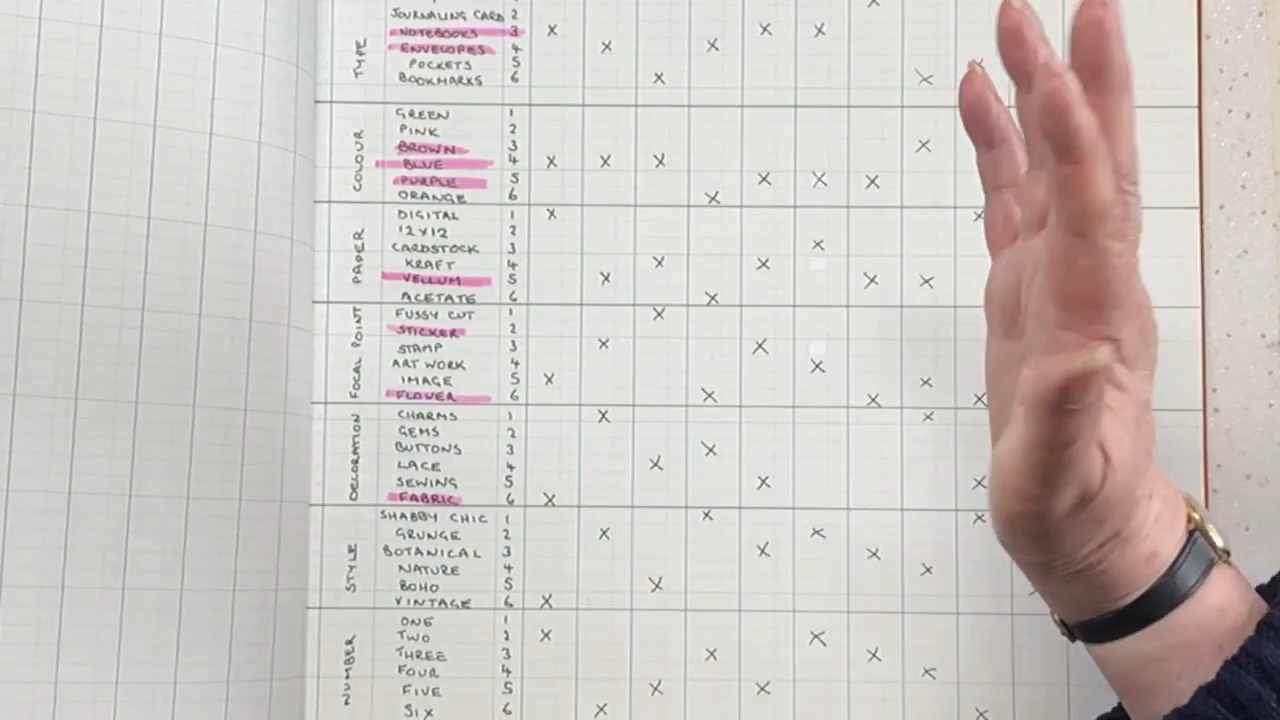 JOURNALING CARD 2
NOTEBOOKS 3 X X X
TYPE ENVELOPES 4 X X
POCKETS 5
BOOKMARKS 6 X X
COLOUR GREEN 1
PINK 2
BROWN 3 X
BLUE 4 X X X
PURPLE 5 X X X
ORANGE 6 X
PAPER DIGITAL 1 X X
12X12 2
CARDSTOCK 3 X
KRAFT 4 X X
VELLUM 5 X X X
ACETATE 6 X
FOCAL POINT FUSSY CUT 1 X
STICKER 2
STAMP 3 X X
ART WORK 4 X
IMAGE 5 X X
FLOWER 6 X X X
DECORATION CHARMS 1 X X
GEMS 2
BUTTONS 3 X
LACE 4 X
SEWING 5 X X
FABRIC 6 X
STYLE SHABBY CHIC 1 X X
GRUNGE 2 X X
BOTANICAL 3 X X
NATURE 4 X
BOHO 5 X
VINTAGE 6 X
NUMBER ONE 1
TWO 2 X X
THREE 3 X X
FOUR 4 X
FIVE 5 X X
SIX 6 X X